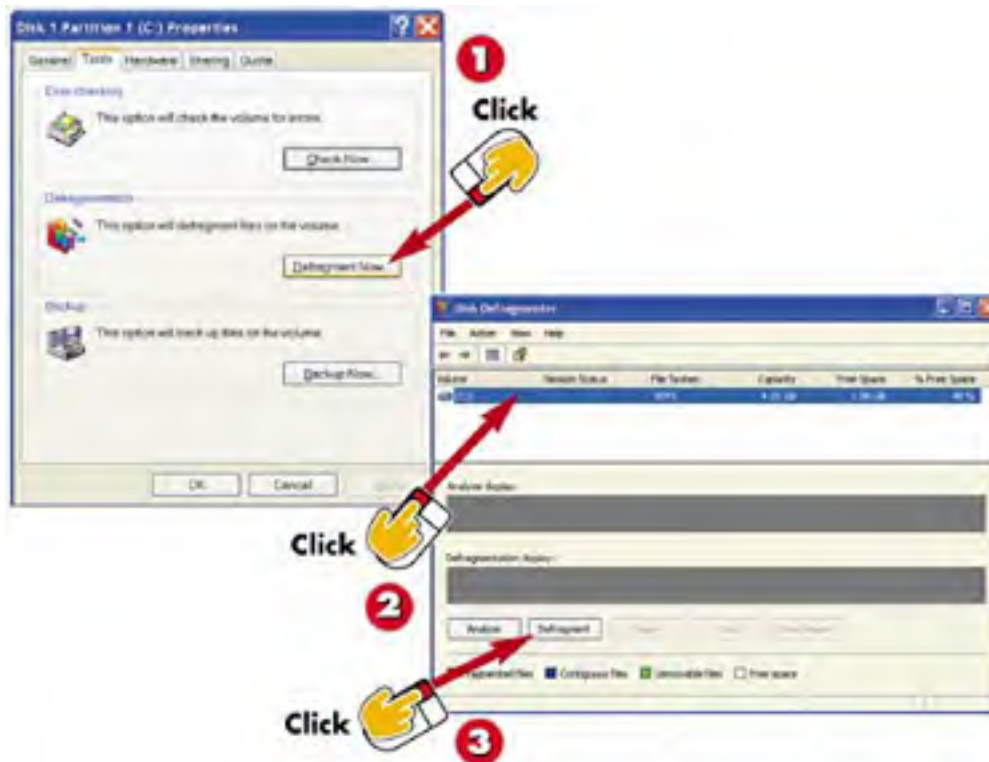 Disk 1 Partition 1 (C:) Properties
General Tools Hardware Sharing Quota
Error-checking
This option will check the volume for errors.
Check Now...
Defragmentation
This option will defragment files on the volume.
Defragment Now...
Backup
This option will back up files on the volume.
Backup Now...
OK Cancel
1
Click
Disk Defragmenter
File Action View Help
Volume Session Status File System Capacity Free Space % Free Space
(C:) NTFS
Analysis display:
Defragmentation display:
Analyze Defragment
Fragmented files Contiguous files Unmovable files Free space
Click
2
Click
3